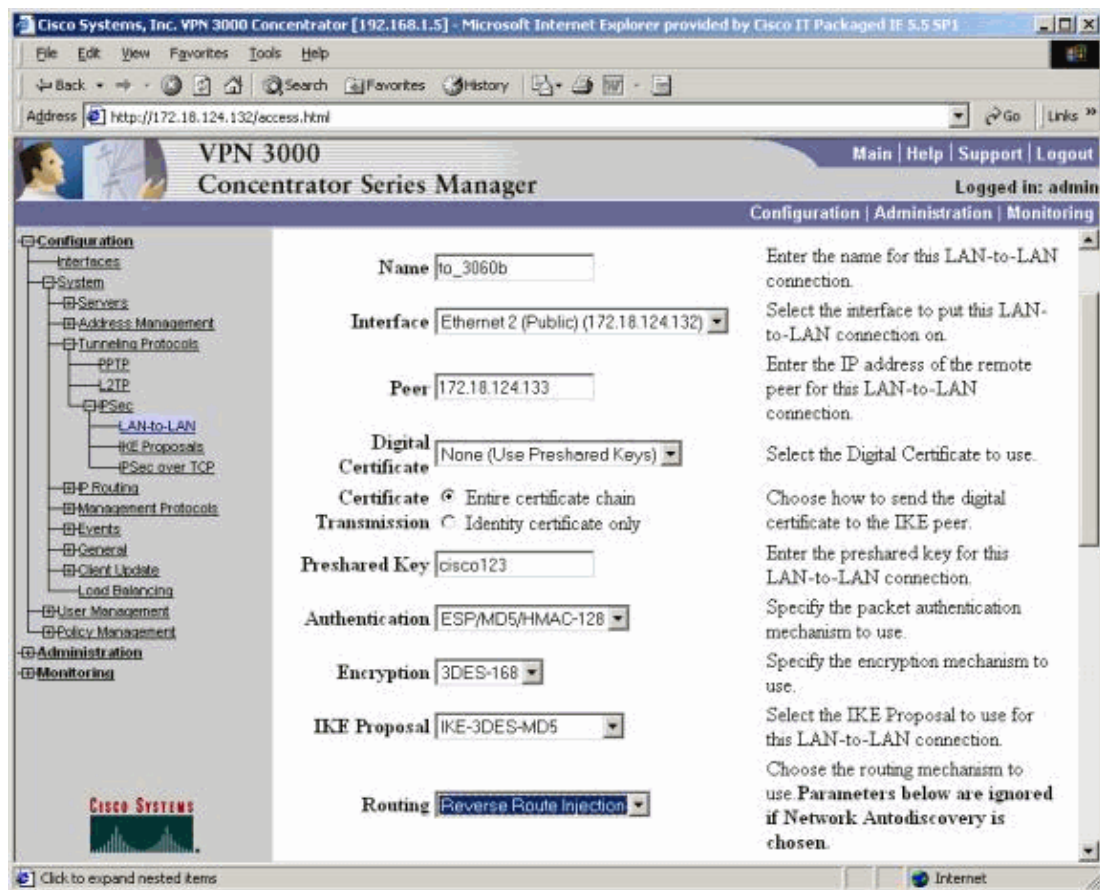 Cisco Systems, Inc. VPN 3000 Concentrator [192.168.1.5] - Microsoft Internet Explorer provided by Cisco IT Packaged IE 5.5 SP1
File Edit View Favorites Tools Help
Back Search Favorites History
Address http://172.18.124.132/access.html Go Links »
VPN 3000
Concentrator Series Manager
Main | Help | Support | Logout
Logged in: admin
Configuration | Administration | Monitoring
Configuration
Interfaces
System
Servers
Address Management
Tunneling Protocols
PPTP
L2TP
IPSec
LAN-to-LAN
IKE Proposals
IPSec over TCP
IP Routing
Management Protocols
Events
General
Client Update
Load Balancing
User Management
Policy Management
Administration
Monitoring
CISCO SYSTEMS
Name to_3060b
Enter the name for this LAN-to-LAN
connection.
Interface Ethernet 2 (Public) (172.18.124.132)
Select the interface to put this LAN-
to-LAN connection on.
Peer 172.18.124.133
Enter the IP address of the remote
peer for this LAN-to-LAN
connection.
Digital
Certificate None (Use Preshared Keys)
Select the Digital Certificate to use.
Certificate Entire certificate chain
Transmission Identity certificate only
Choose how to send the digital
certificate to the IKE peer.
Preshared Key cisco123
Enter the preshared key for this
LAN-to-LAN connection.
Authentication ESP/MD5/HMAC-128
Specify the packet authentication
mechanism to use.
Encryption 3DES-168
Specify the encryption mechanism to
use.
IKE Proposal IKE-3DES-MD5
Select the IKE Proposal to use for
this LAN-to-LAN connection.
Routing Reverse Route Injection
Choose the routing mechanism to
use. Parameters below are ignored
if Network Autodiscovery is
chosen.
Click to expand nested items
Internet